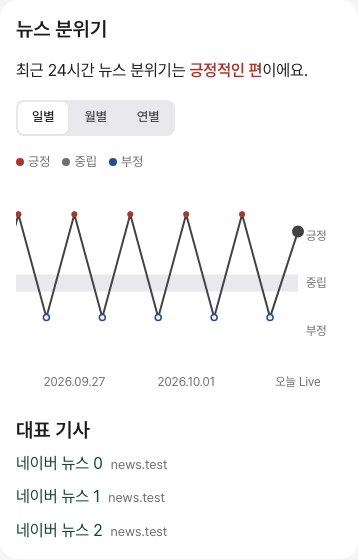 뉴스 분위기
최근 24시간 뉴스 분위기는 긍정적인 편이에요.
일별 월별 연별
긍정 중립 부정
긍정
중립
부정
2026.09.27 2026.10.01 오늘 Live
대표 기사
네이버 뉴스 0 news.test
네이버 뉴스 1 news.test
네이버 뉴스 2 news.test